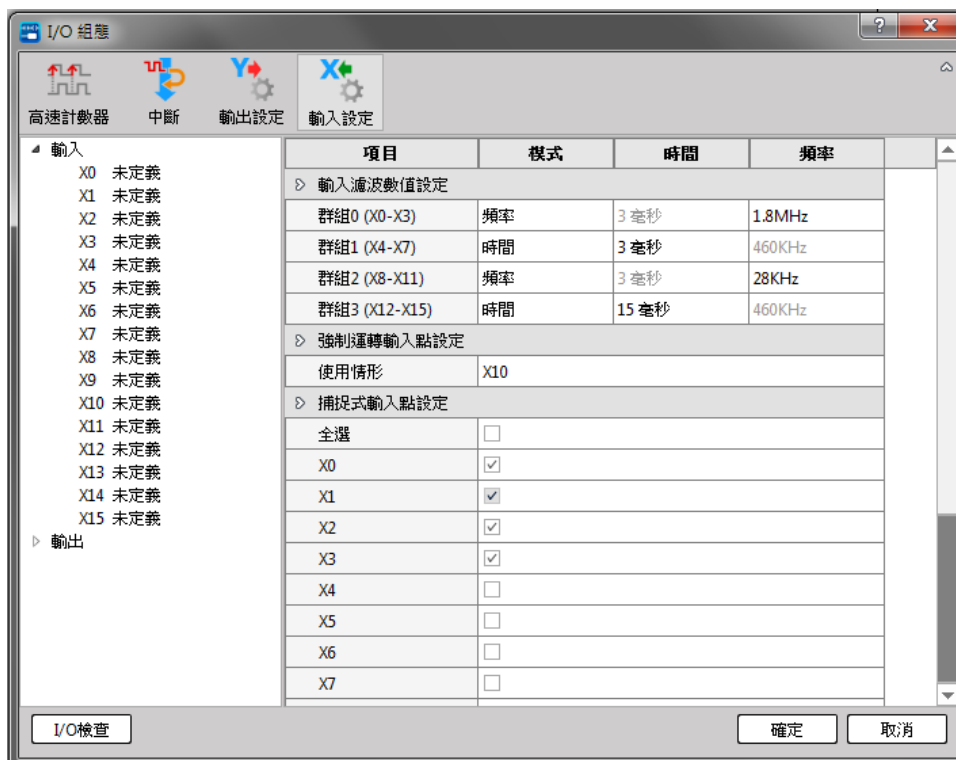 I/O 組態
高速計數器 中斷 輸出設定 輸入設定
輸入
X0 未定義
X1 未定義
X2 未定義
X3 未定義
X4 未定義
X5 未定義
X6 未定義
X7 未定義
X8 未定義
X9 未定義
X10 未定義
X11 未定義
X12 未定義
X13 未定義
X14 未定義
X15 未定義
輸出
項目 模式 時間 頻率
輸入濾波數值設定
群組0 (X0-X3) 頻率 3 毫秒 1.8MHz
群組1 (X4-X7) 時間 3 毫秒 460KHz
群組2 (X8-X11) 頻率 3 毫秒 28KHz
群組3 (X12-X15) 時間 15 毫秒 460KHz
強制運轉輸入點設定
使用情形 X10
捕捉式輸入點設定
全選
X0
X1
X2
X3
X4
X5
X6
X7
I/O檢查 確定 取消